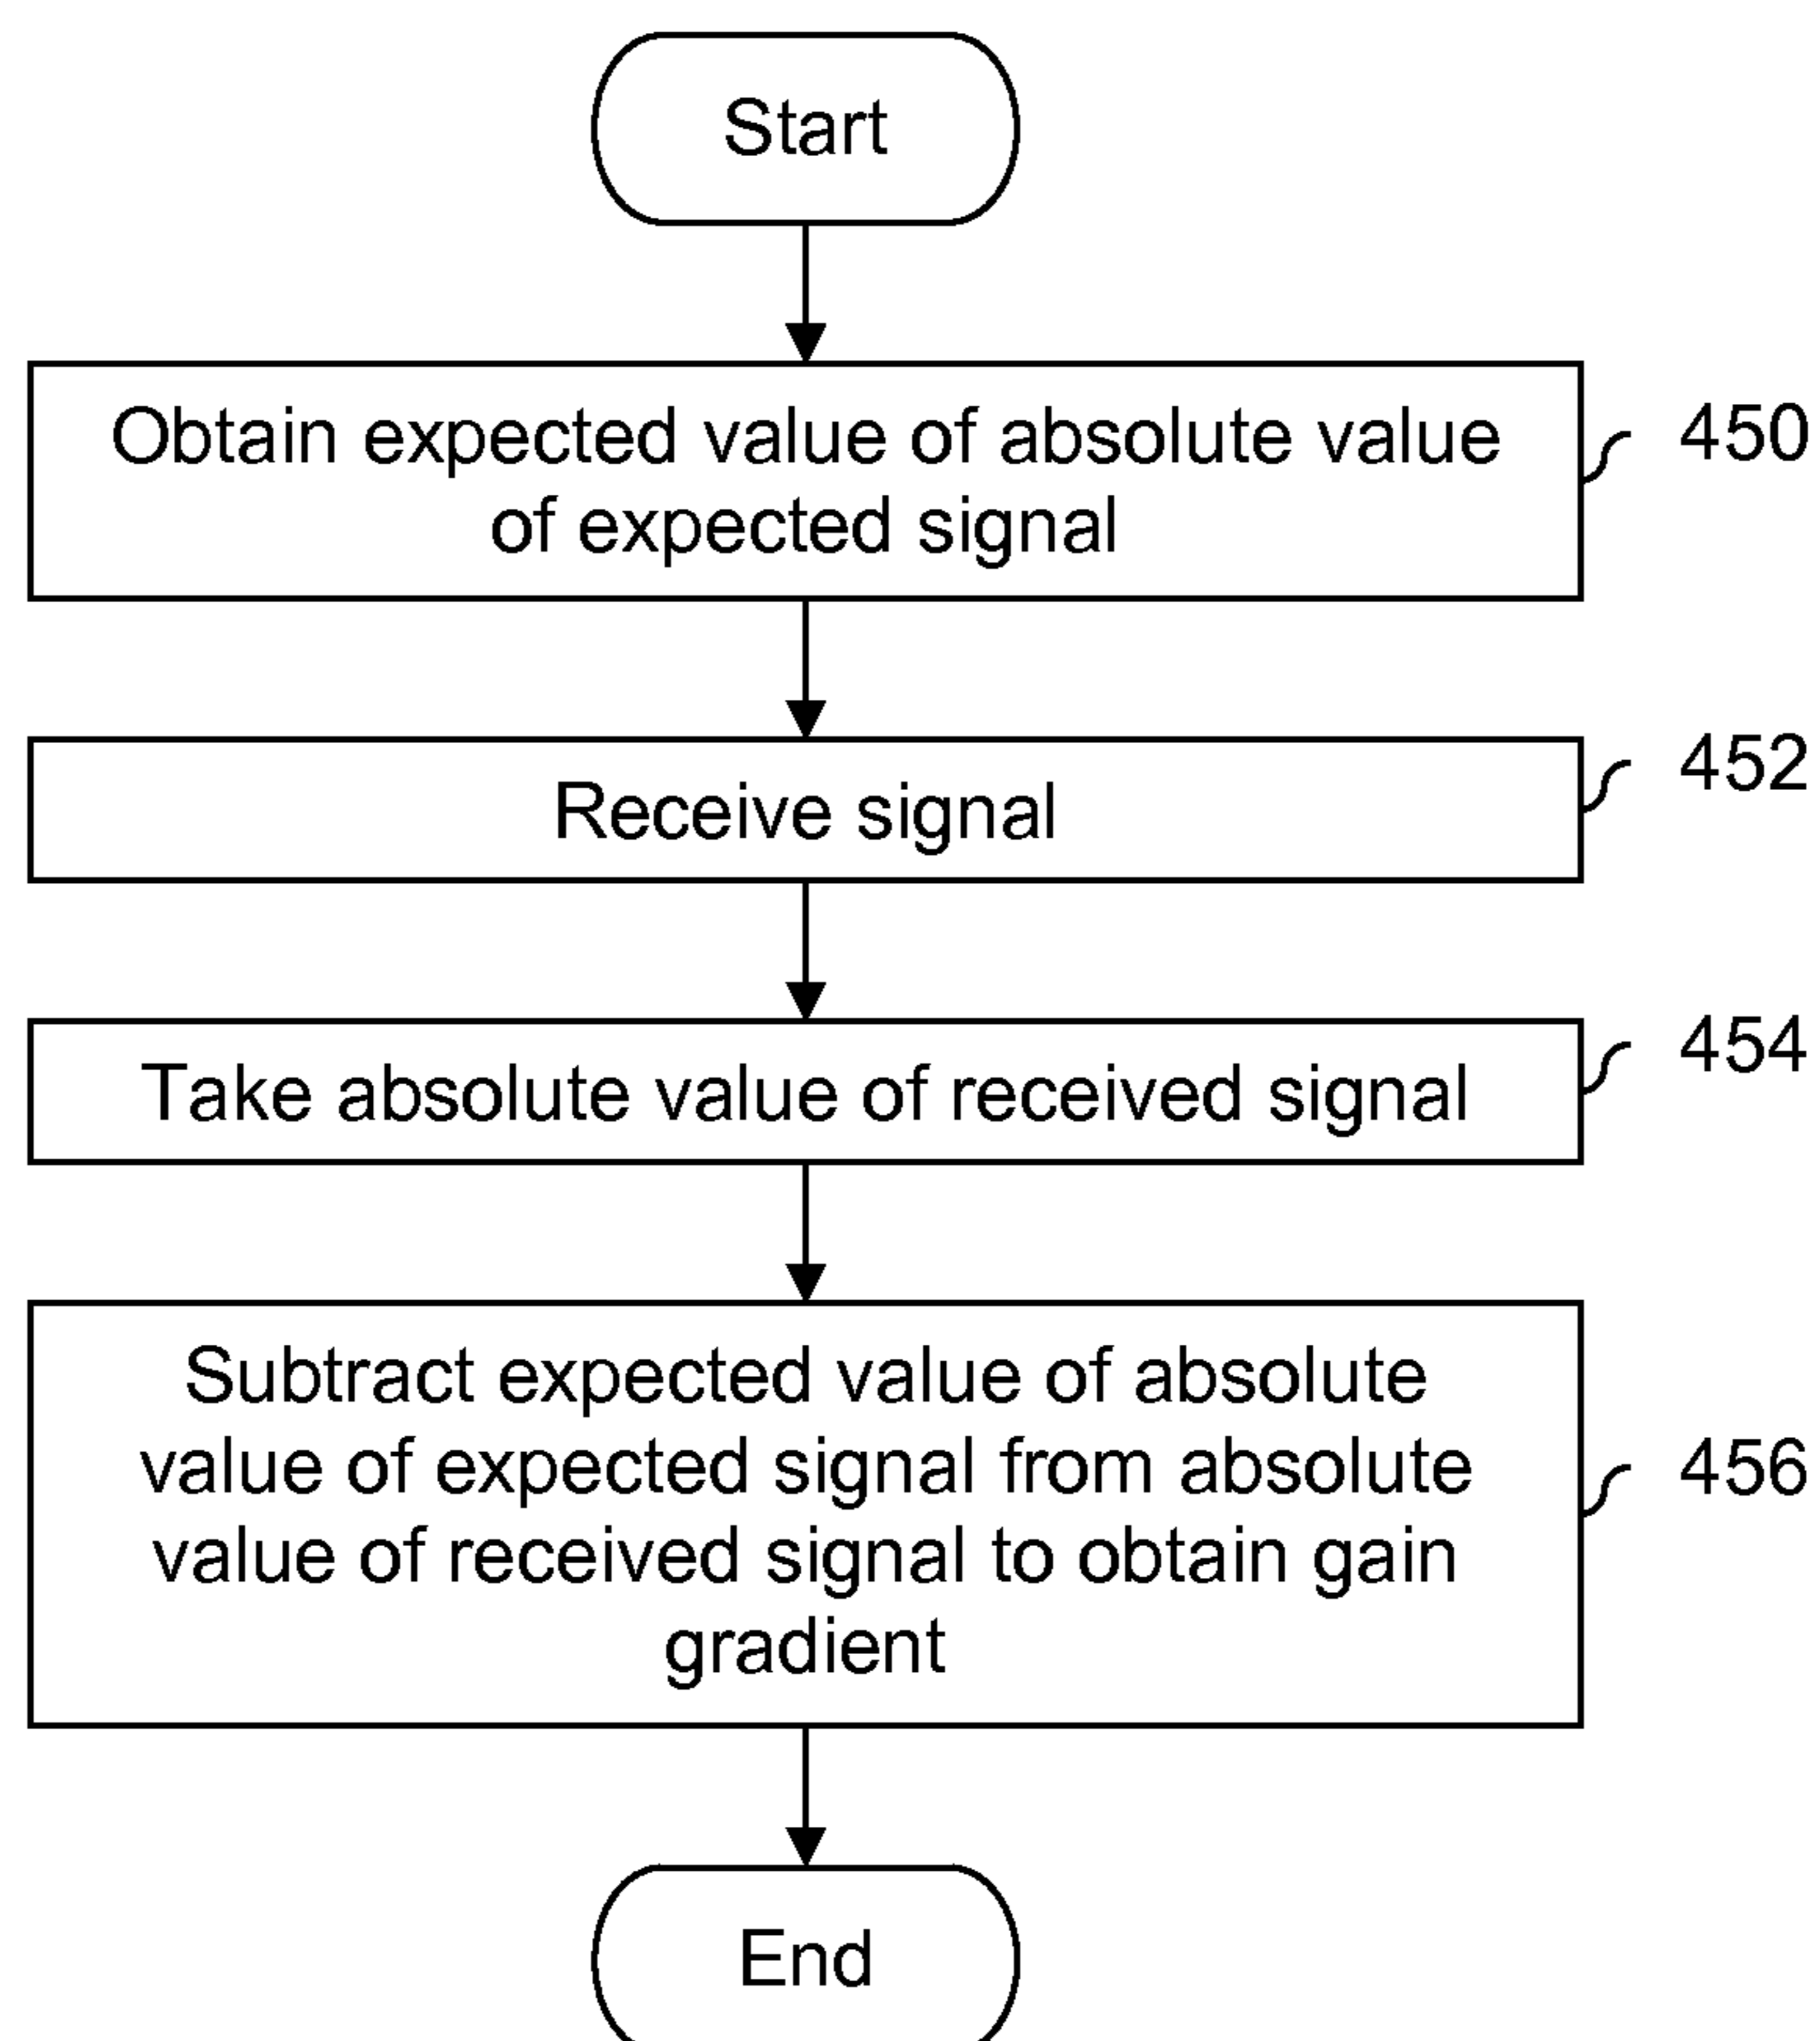 Start
Obtain expected value of absolute value
of expected signal
450
Receive signal
452
Take absolute value of received signal
454
Subtract expected value of absolute
value of expected signal from absolute
value of received signal to obtain gain
gradient
456
End